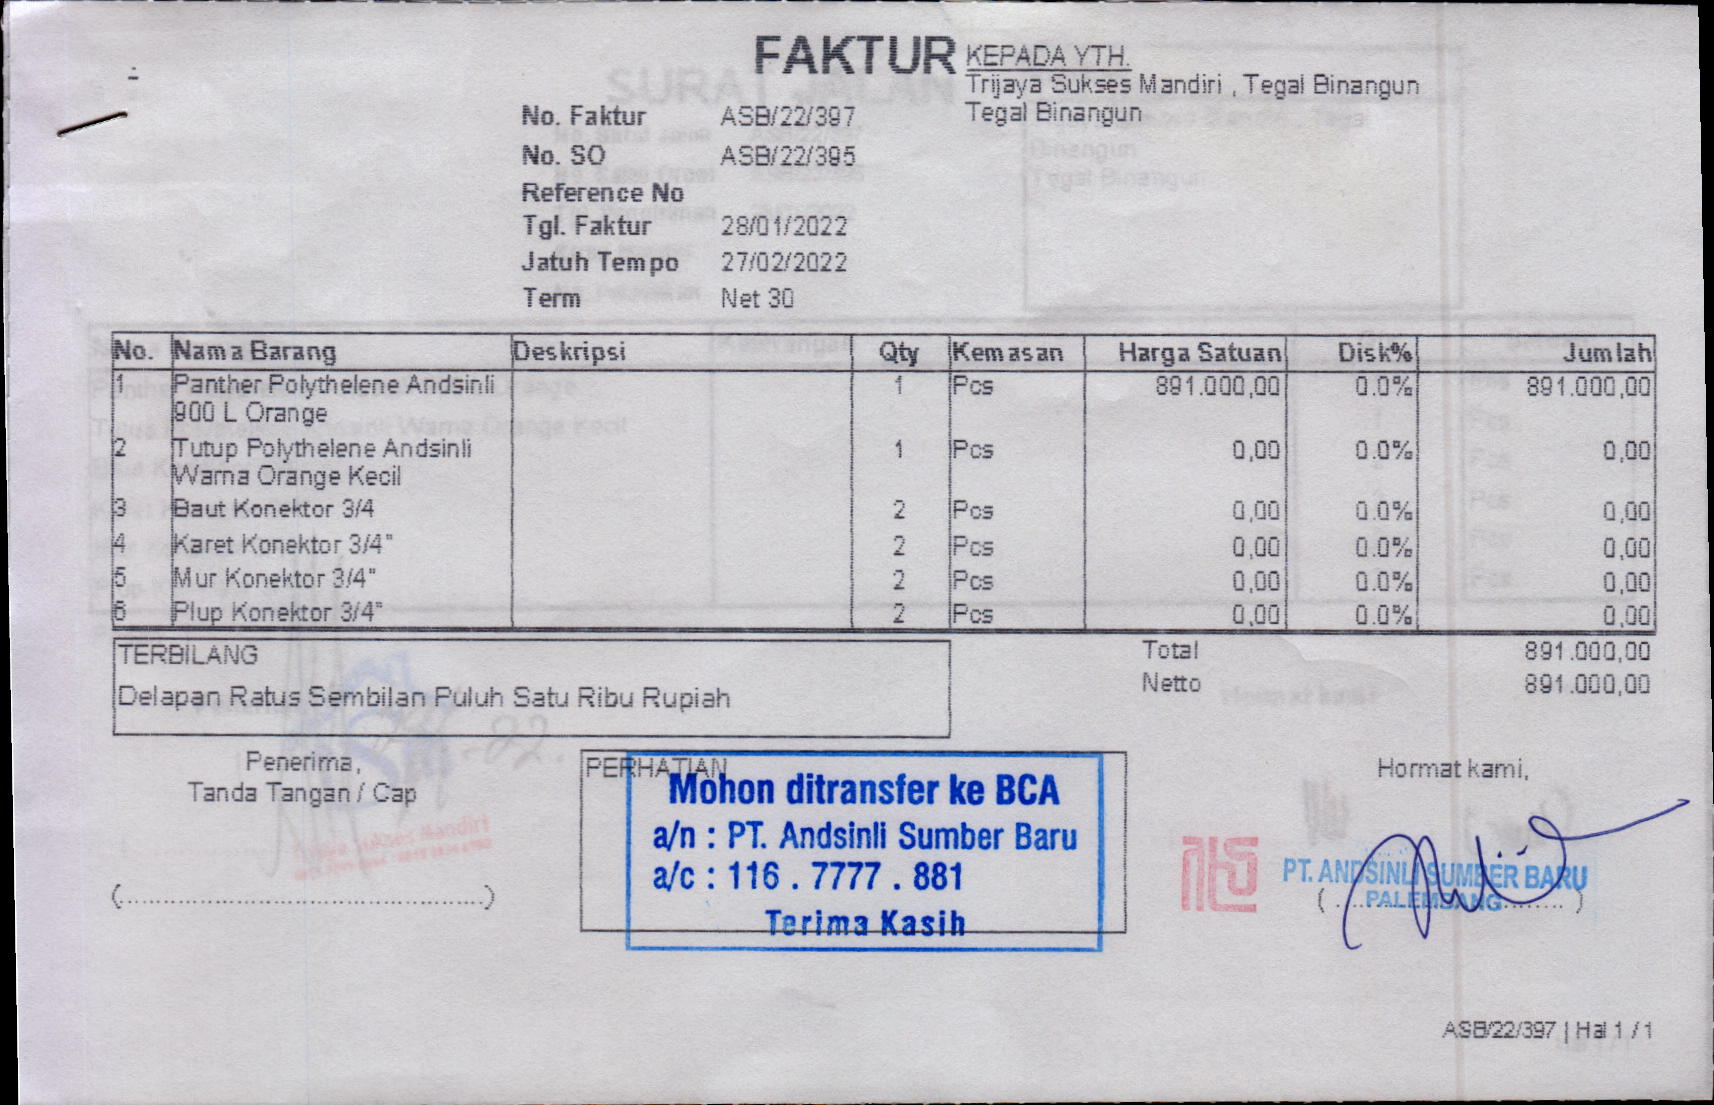 FAKTUR
KEPADA YTH.
Trijaya Sukses Mandiri , Tegal Binangun
Tegal Binangun
No. Faktur ASB/22/397
No. SO ASB/22/395
Reference No
Tgl. Faktur 28/01/2022
Jatuh Tempo 27/02/2022
Term Net 30
No. Nama Barang Deskripsi Qty Kemasan Harga Satuan Disk% Jumlah
1 Panther Polythelene Andsinli 1 Pcs 891.000,00 0.0% 891.000,00
900 L Orange
2 Tutup Polythelene Andsinli 1 Pcs 0,00 0.0% 0,00
Warna Orange Kecil
3 Baut Konektor 3/4 2 Pcs 0,00 0.0% 0,00
4 Karet Konektor 3/4" 2 Pcs 0,00 0.0% 0,00
5 Mur Konektor 3/4" 2 Pcs 0,00 0.0% 0,00
6 Plup Konektor 3/4" 2 Pcs 0,00 0.0% 0,00
TERBILANG
Delapan Ratus Sembilan Puluh Satu Ribu Rupiah
Total 891.000,00
Netto 891.000,00
Penerima,
Tanda Tangan / Cap
(................................................)
PERHATIAN
Mohon ditransfer ke BCA
a/n : PT. Andsinli Sumber Baru
a/c : 116 . 7777 . 881
Terima Kasih
Hormat kami,
PT. ANDSINLI SUMBER BARU
PALEMBANG
ASB/22/397 | Hal 1 / 1